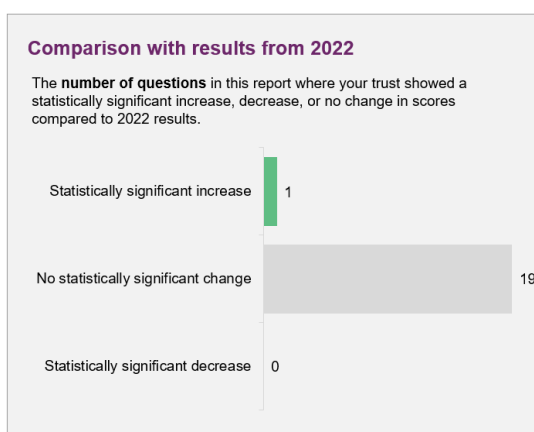 Comparison with results from 2022
The number of questions in this report where your trust showed a
statistically significant increase, decrease, or no change in scores
compared to 2022 results.
Statistically significant increase 1
No statistically significant change 19
Statistically significant decrease 0